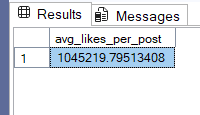 Results Messages
avg_likes_per_post
1 1045219.79513408